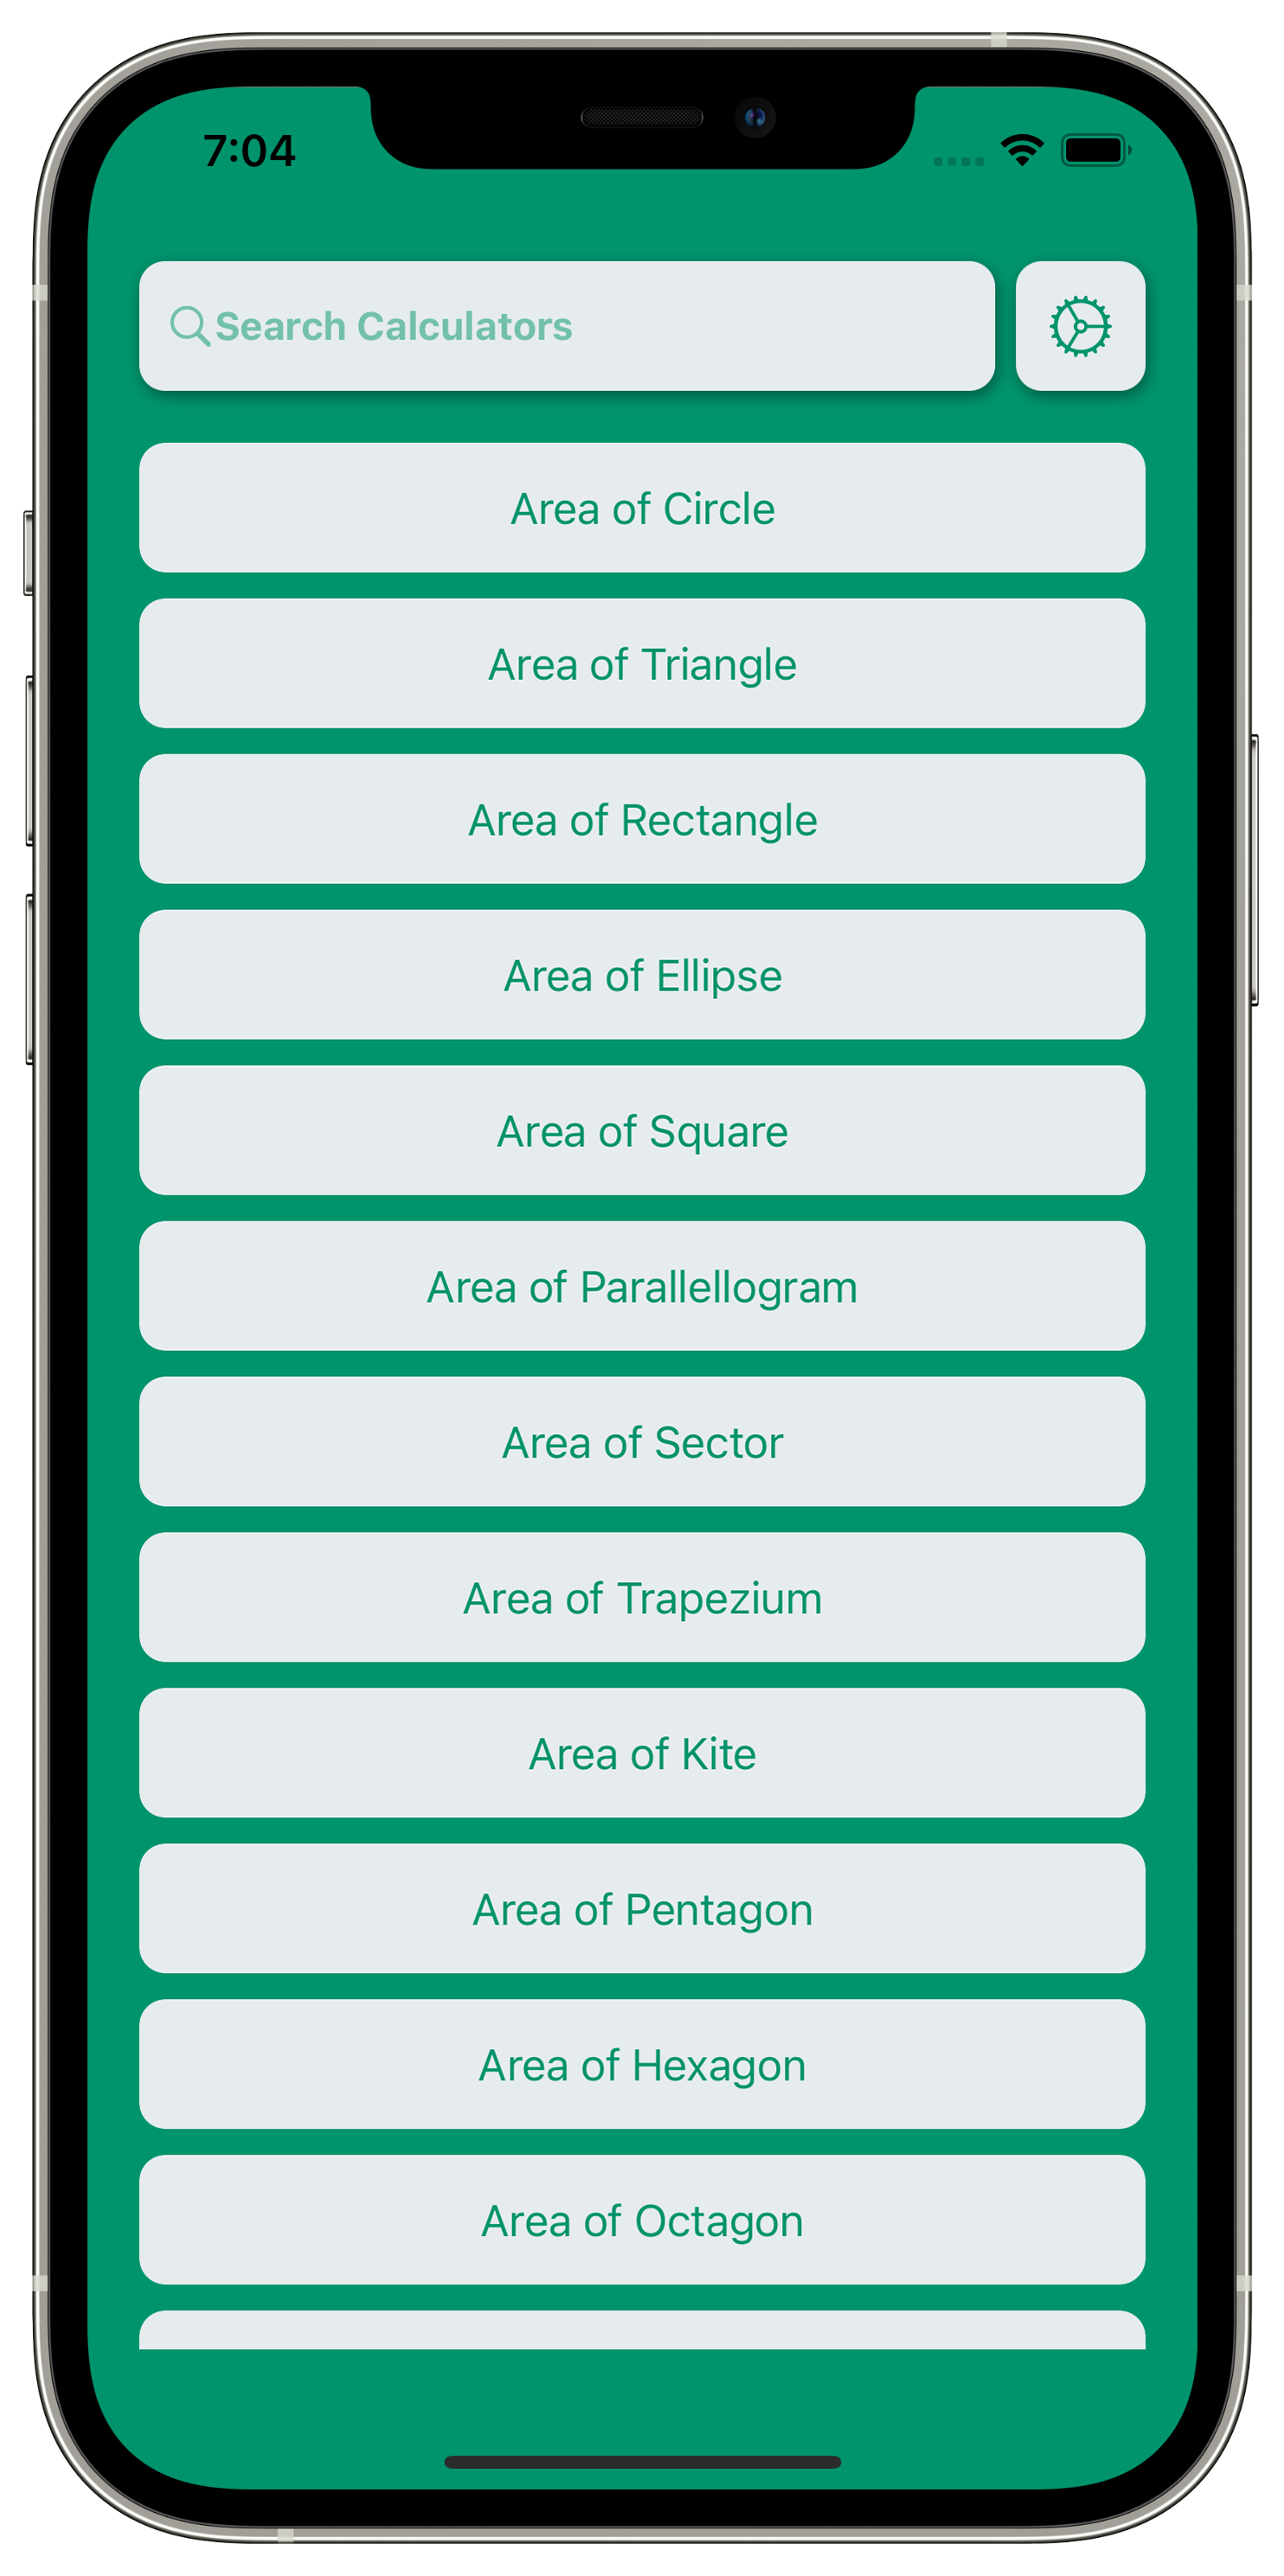 7:04
Search Calculators
Area of Circle
Area of Triangle
Area of Rectangle
Area of Ellipse
Area of Square
Area of Parallellogram
Area of Sector
Area of Trapezium
Area of Kite
Area of Pentagon
Area of Hexagon
Area of Octagon